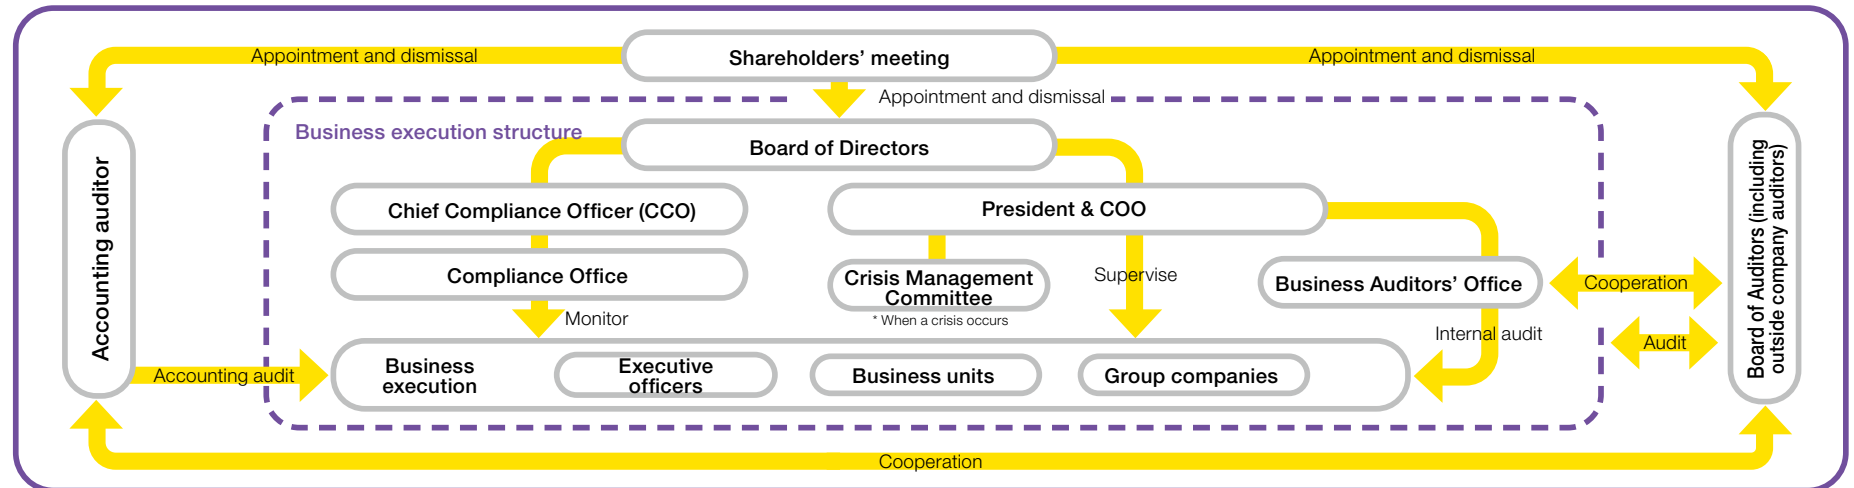 Appointment and dismissal
Shareholders’ meeting
Appointment and dismissal
Appointment and dismissal
Business execution structure
Board of Directors
Accounting auditor
Board of Auditors (including
outside company auditors)
Chief Compliance Officer (CCO)
President & COO
Compliance Office
Crisis Management
Committee
* When a crisis occurs
Supervise
Business Auditors’ Office
Cooperation
Monitor
Internal audit
Audit
Accounting audit
Business
execution
Executive
officers
Business units
Group companies
Cooperation